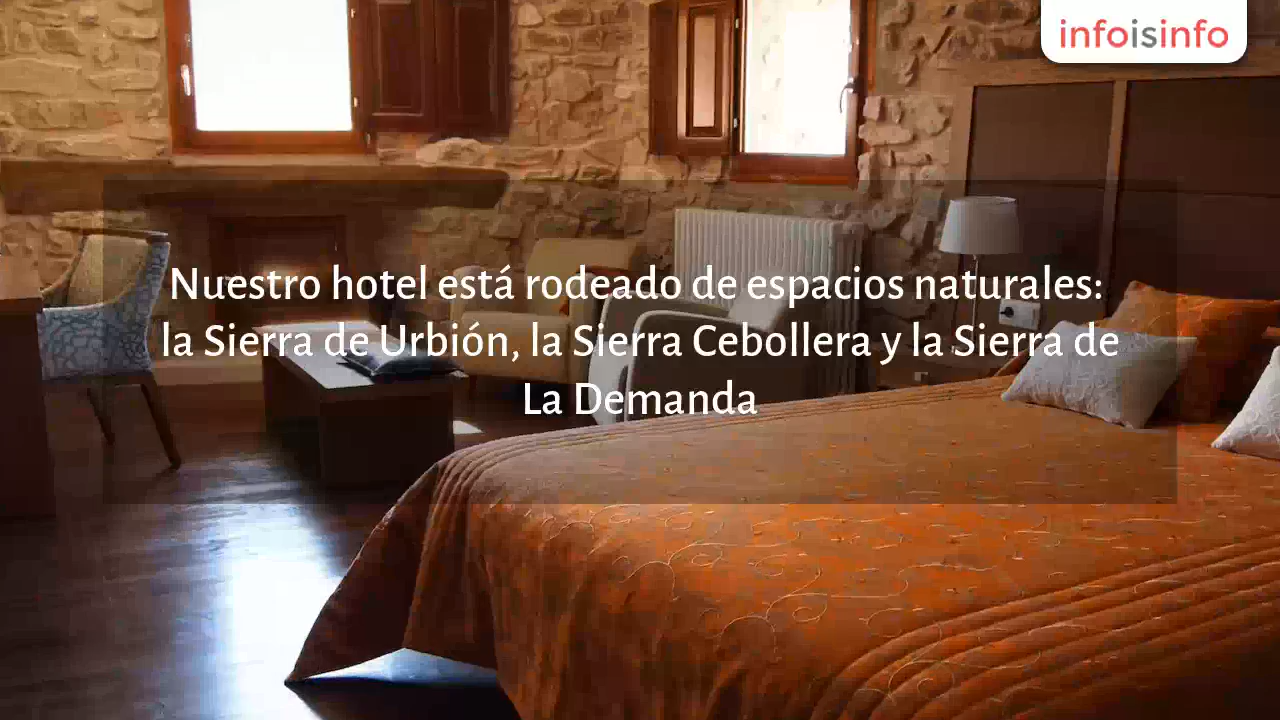 infoisinfo
Nuestro hotel está rodeado de espacios naturales:
la Sierra de Urbión, la Sierra Cebollera y la Sierra de
La Demanda